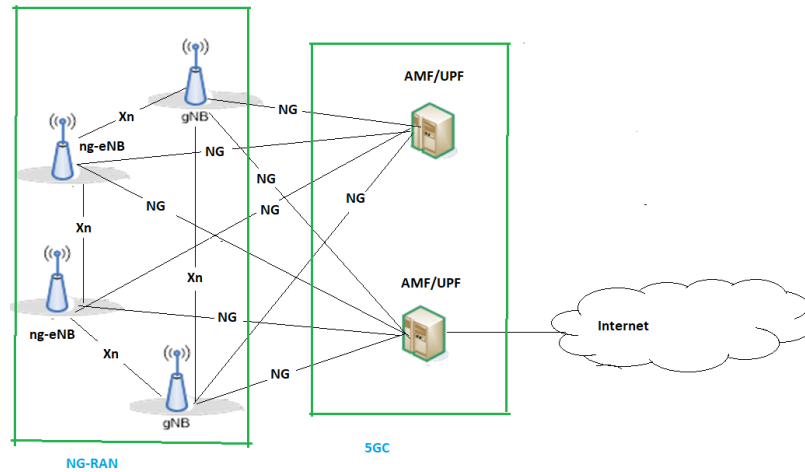 AMF/UPF
NG
Xn
gNB
ng-eNB
NG
NG
NG
NG
NG
Xn
Xn
AMF/UPF
NG
Internet
ng-eNB
Xn
NG
gNB
5GC
NG-RAN